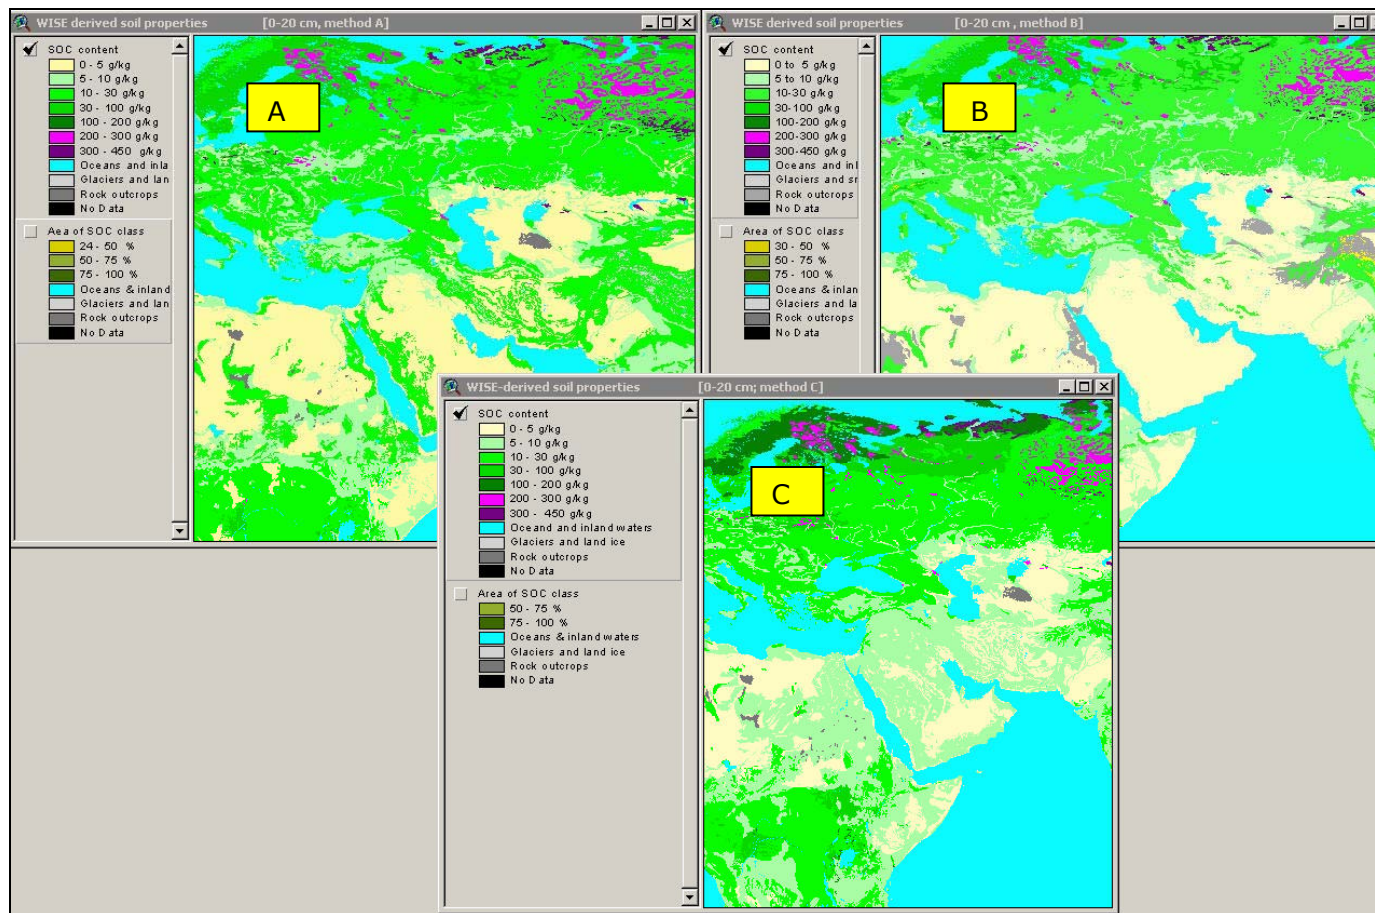 WISE derived soil properties [0-20 cm, method A]
SOC content
0 - 5 g/kg
5 - 10 g/kg
10 - 30 g/kg
30 - 100 g/kg
100 - 200 g/kg
200 - 300 g/kg
300 - 450 g/kg
Oceans and inla
Glaciers and lan
Rock outcrops
No Data
Aea of SOC class
24 - 50 %
50 - 75 %
75 - 100 %
Oceans & inland
Glaciers and lan
Rock outcrops
No Data
A
WISE derived soil properties [0-20 cm , method B]
SOC content
0 to 5 g/kg
5 to 10 g/kg
10-30 g/kg
30-100 g/kg
100-200 g/kg
200-300 g/kg
300-450 g/kg
Oceans and inl
Glaciers and sr
Rock outcrops
No Data
Area of SOC class
30 - 50 %
50 - 75 %
75 - 100 %
Oceans & inlan
Glaciers and la
Rock outcrops
No Data
B
WISE-derived soil properties [0-20 cm; method C]
SOC content
0 - 5 g/kg
5 - 10 g/kg
10 - 30 g/kg
30 - 100 g/kg
100 - 200 g/kg
200 - 300 g/kg
300 - 450 g/kg
Oceand and inland waters
Glaciers and land ice
Rock outcrops
No Data
Area of SOC class
50 - 75 %
75 - 100 %
Oceans & inland waters
Glaciers and land ice
Rock outcrops
No Data
C